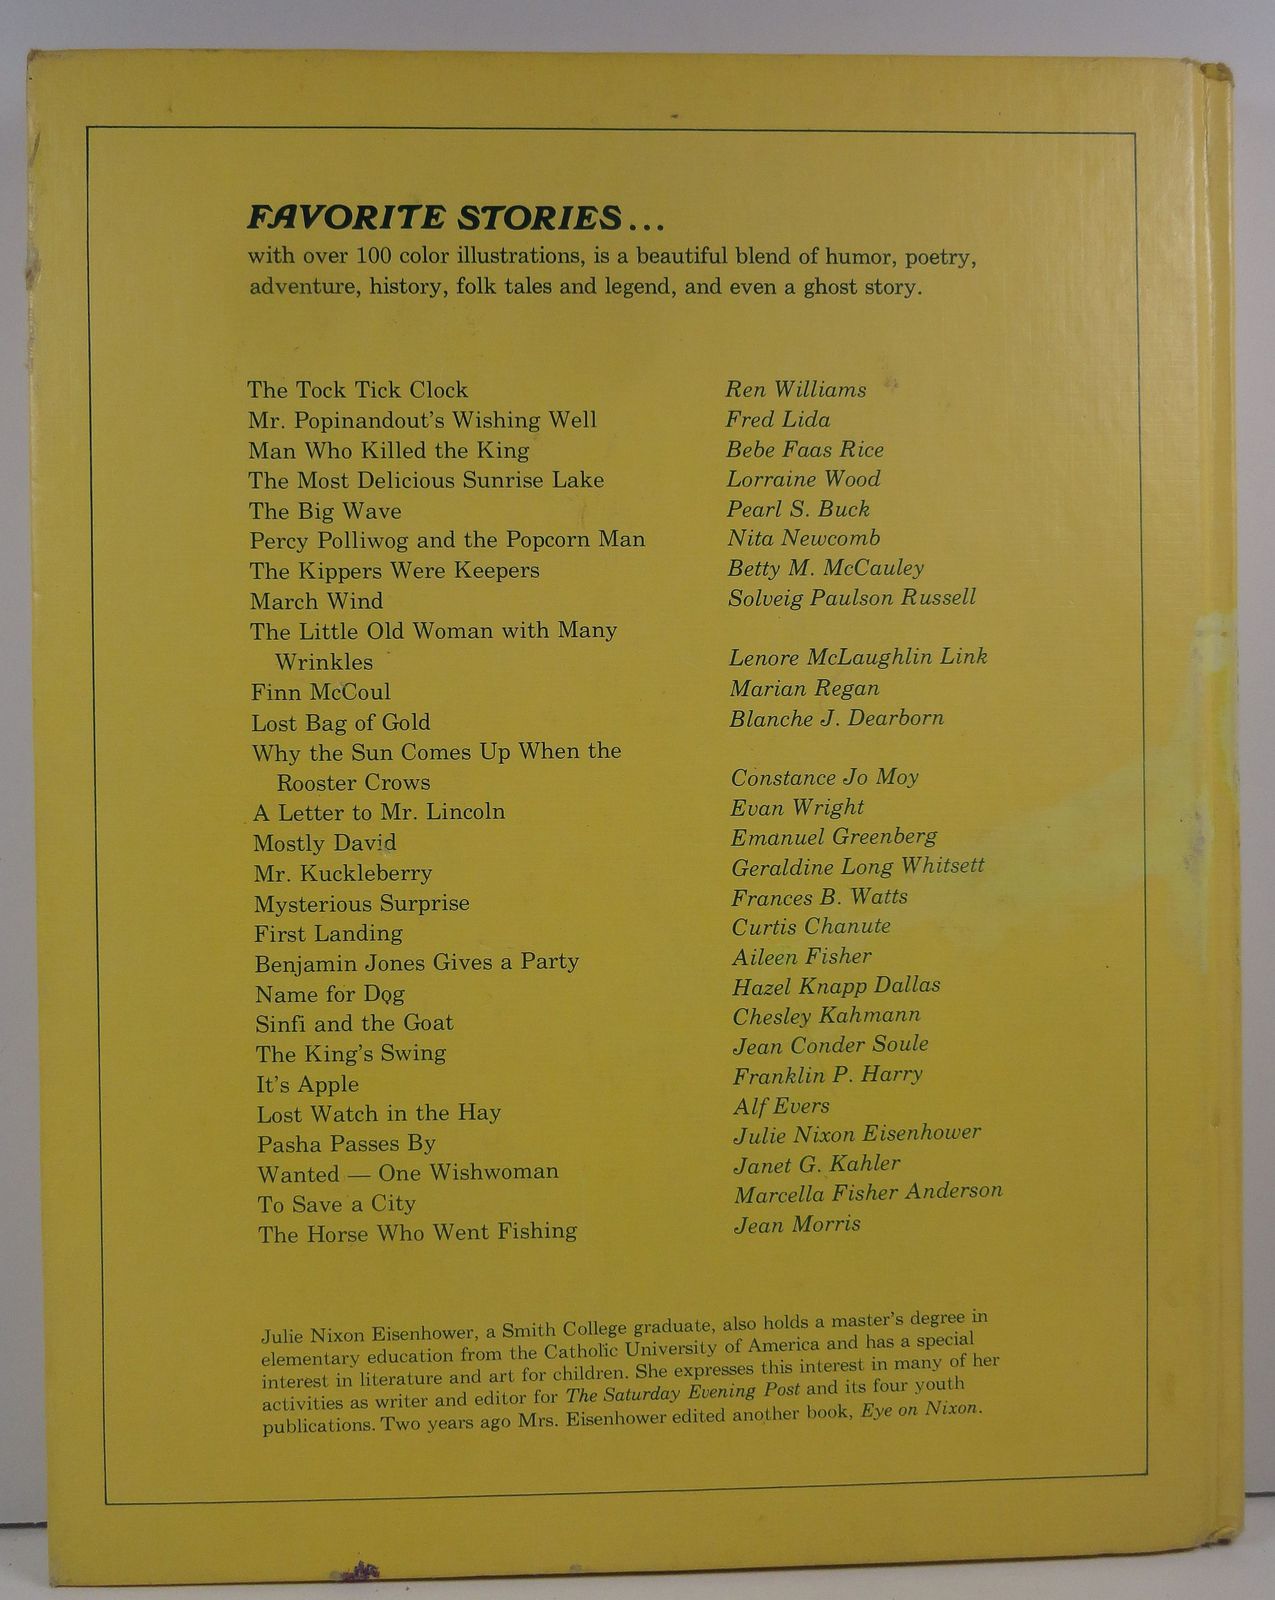 FAVORITE STORIES...
with over 100 color illustrations, is a beautiful blend of humor, poetry,
adventure, history, folk tales and legend, and even a ghost story.
The Tock Tick Clock Ren Williams
Mr. Popinandout's Wishing Well Fred Lida
Man Who Killed the King Bebe Faas Rice
The Most Delicious Sunrise Lake Lorraine Wood
The Big Wave Pearl S. Buck
Percy Polliwog and the Popcorn Man Nita Newcomb
The Kippers Were Keepers Betty M. McCauley
March Wind Solveig Paulson Russell
The Little Old Woman with Many
Wrinkles Lenore McLaughlin Link
Finn McCoul Marian Regan
Lost Bag of Gold Blanche J. Dearborn
Why the Sun Comes Up When the
Rooster Crows Constance Jo Moy
A Letter to Mr. Lincoln Evan Wright
Mostly David Emanuel Greenberg
Mr. Kuckleberry Geraldine Long Whitsett
Mysterious Surprise Frances B. Watts
First Landing Curtis Chanute
Benjamin Jones Gives a Party Aileen Fisher
Name for Dog Hazel Knapp Dallas
Sinfi and the Goat Chesley Kahmann
The King's Swing Jean Conder Soule
It's Apple Franklin P. Harry
Lost Watch in the Hay Alf Evers
Pasha Passes By Julie Nixon Eisenhower
Wanted — One Wishwoman Janet G. Kahler
To Save a City Marcella Fisher Anderson
The Horse Who Went Fishing Jean Morris
Julie Nixon Eisenhower, a Smith College graduate, also holds a master's degree in
elementary education from the Catholic University of America and has a special
interest in literature and art for children. She expresses this interest in many of her
activities as writer and editor for The Saturday Evening Post and its four youth
publications. Two years ago Mrs. Eisenhower edited another book, Eye on Nixon.